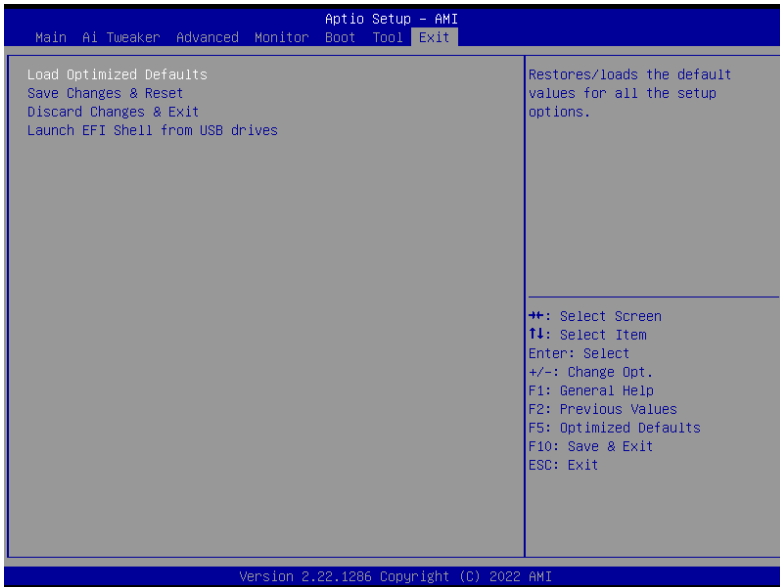 Aptio Setup – AMI
Main Ai Tweaker Advanced Monitor Boot Tool Exit
Load Optimized Defaults
Save Changes & Reset
Discard Changes & Exit
Launch EFI Shell from USB drives
Restores/loads the default
values for all the setup
options.
→←: Select Screen
↑↓: Select Item
Enter: Select
+/-: Change Opt.
F1: General Help
F2: Previous Values
F5: Optimized Defaults
F10: Save & Exit
ESC: Exit
Version 2.22.1286 Copyright (C) 2022 AMI